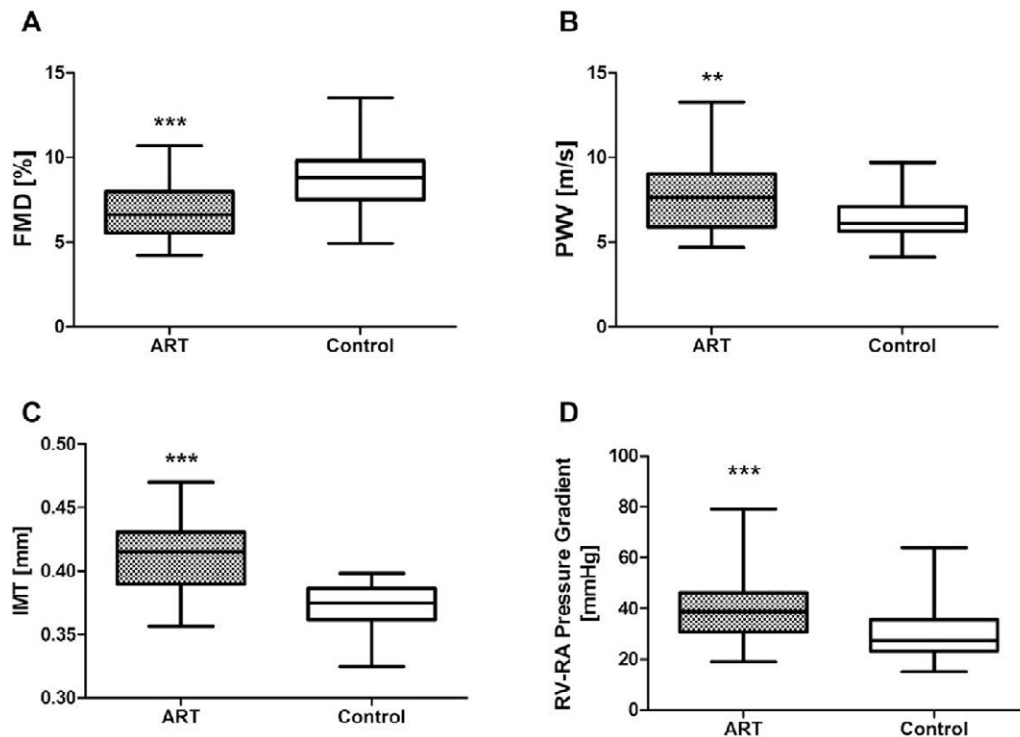 A
FMD [%]
15
10
5
0
***
ART
Control
B
PWV [m/s]
15
10
5
0
**
ART
Control
C
IMT [mm]
0.50
0.45
0.40
0.35
0.30
***
ART
Control
D
RV-RA Pressure Gradient
[mmHg]
100
80
60
40
20
0
***
ART
Control